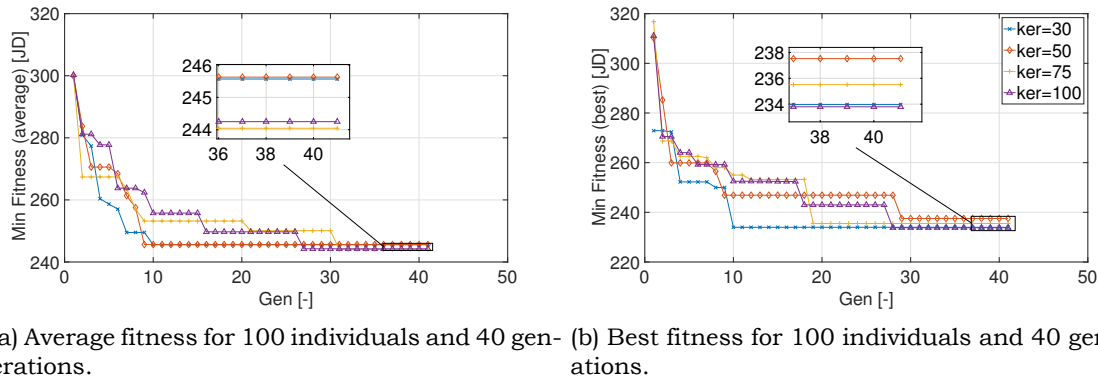 320
300
280
260
240
Min Fitness (average) [JD]
246
245
244
36 38 40
0 10 20 30 40 50
Gen [-]
320
300
280
260
240
220
Min Fitness (best) [JD]
238
236
234
38 40
ker=30
ker=50
ker=75
ker=100
0 10 20 30 40 50
Gen [-]
a) Average fitness for 100 individuals and 40 gen-
erations.
(b) Best fitness for 100 individuals and 40 gen
ations.